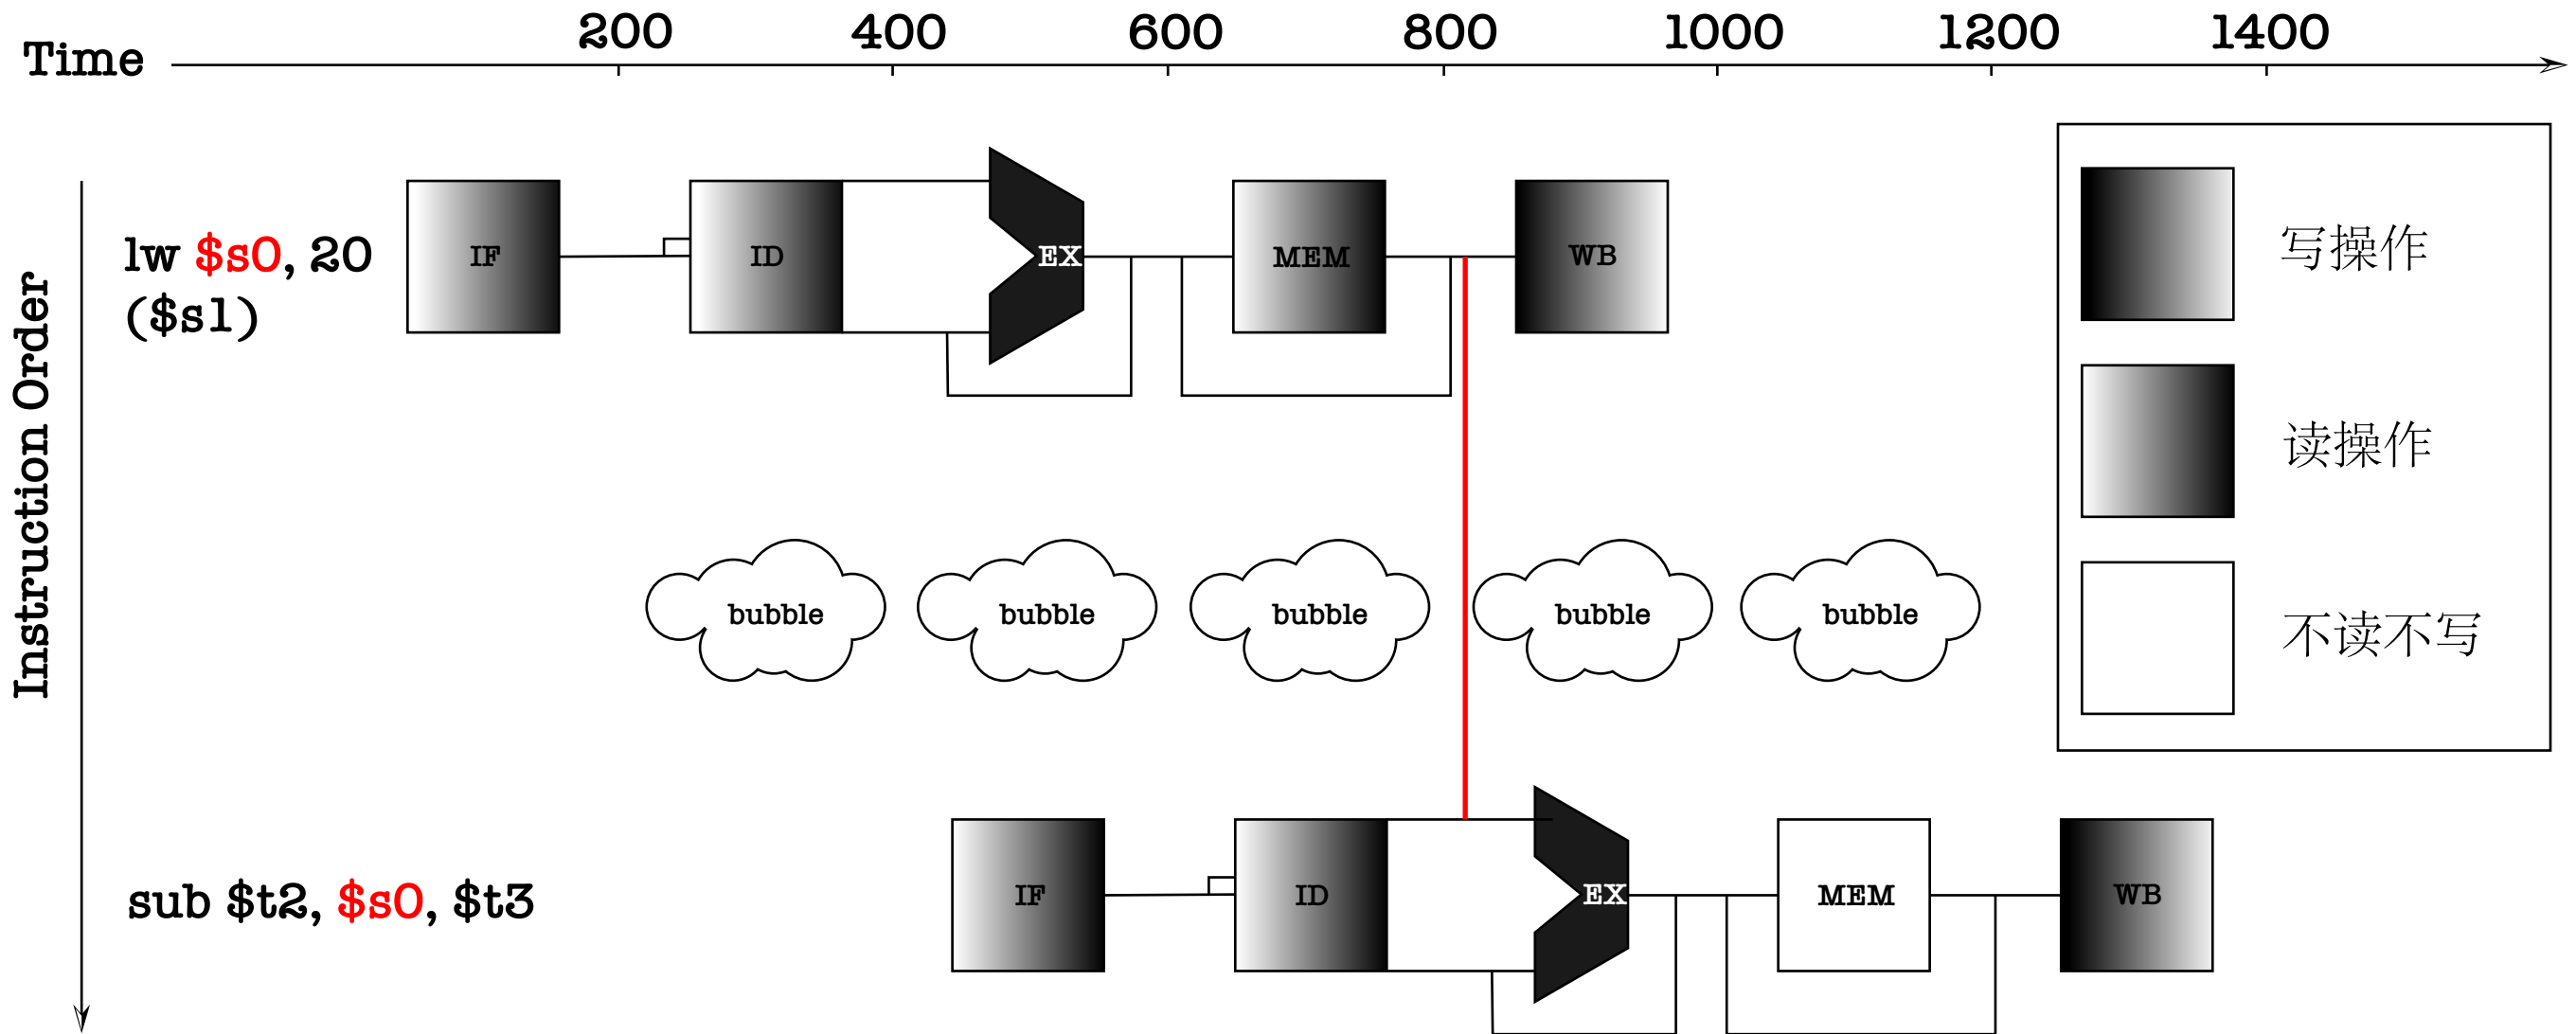 200 400 600 800 1000 1200 1400
Time
Instruction Order
lw $s0, 20
($s1)
IF ID EX MEM WB
写操作
读操作
不读不写
bubble bubble bubble bubble bubble
sub $t2, $s0, $t3
IF ID EX MEM WB